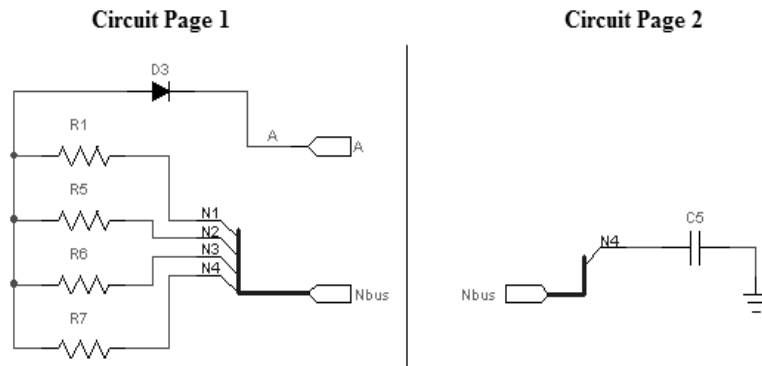 Circuit Page 1
Circuit Page 2
D3
R1
A
A
R5
N1
N2
R6
N3
N4
R7
Nbus
C5
N4
Nbus